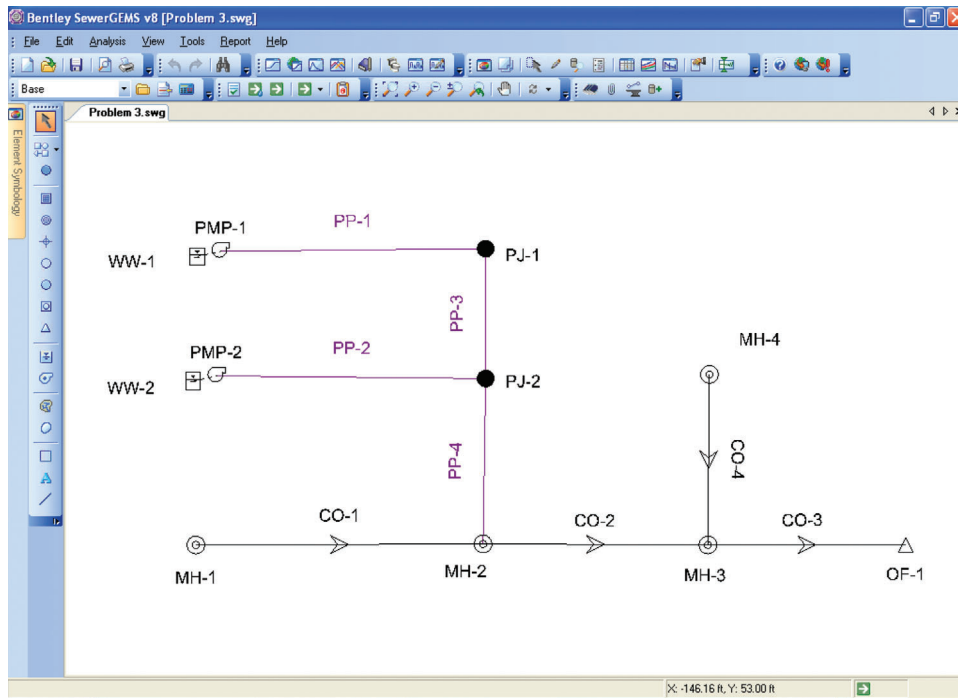 Bentley SewerGEMS v8 [Problem 3.swg]
File Edit Analysis View Tools Report Help
Base
Problem 3.swg
Element Symbology
PMP-1
PP-1
WW-1
PJ-1
PP-3
PMP-2
PP-2
MH-4
WW-2
PJ-2
PP-4
CO-4
CO-1
CO-2
CO-3
MH-1
MH-2
MH-3
OF-1
X: -146.16 ft, Y: 53.00 ft